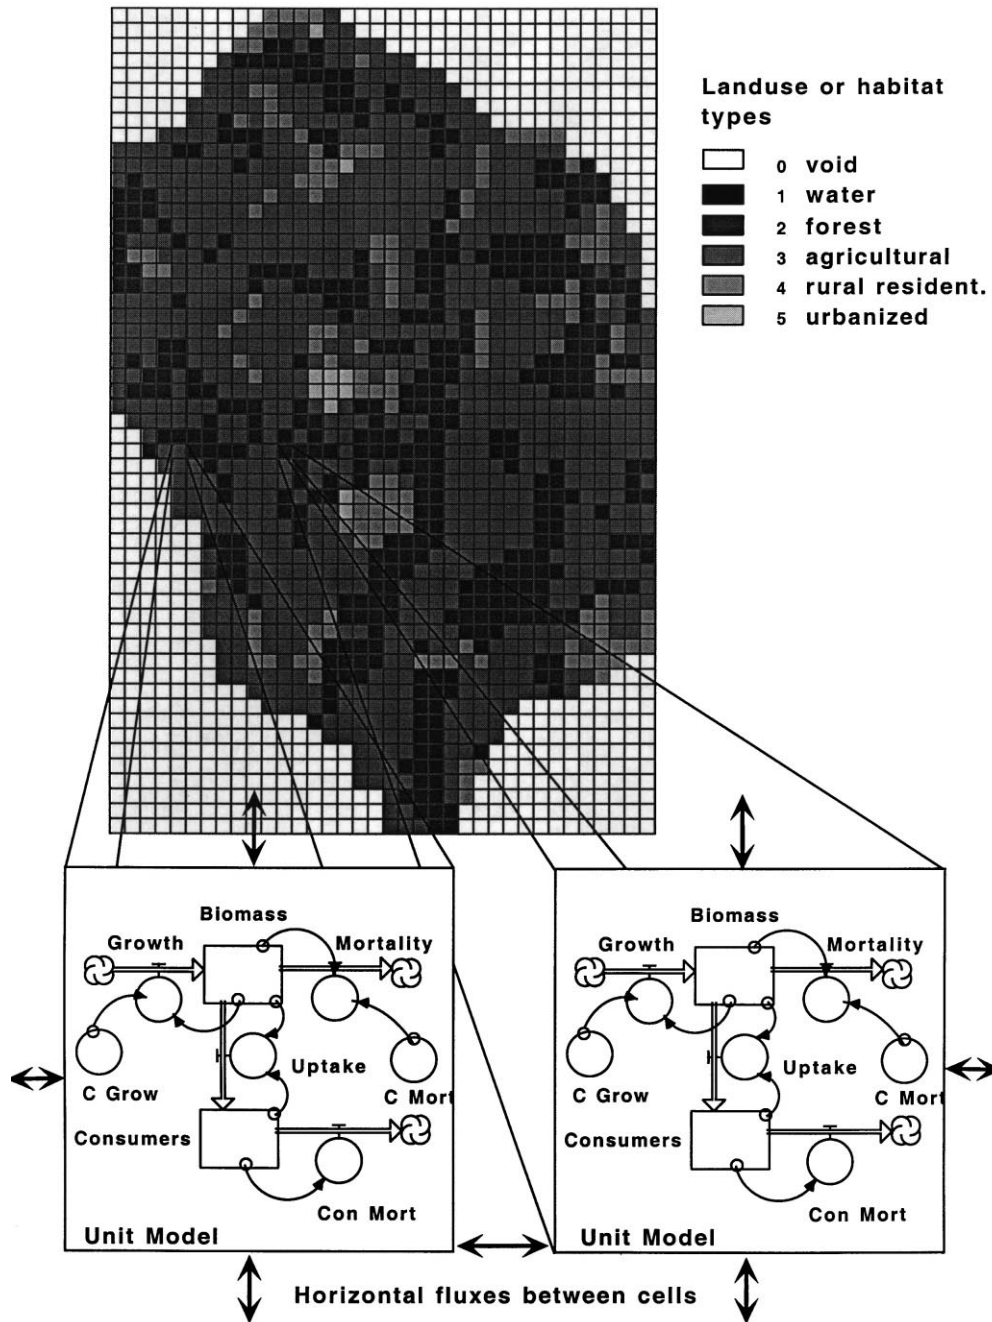 Landuse or habitat
types
0 void
1 water
2 forest
3 agricultural
4 rural resident.
5 urbanized
Biomass
Growth
Mortality
Uptake
C Grow
C Mort
Consumers
Con Mort
Unit Model
Biomass
Growth
Mortality
Uptake
C Grow
C Mort
Consumers
Con Mort
Unit Model
Horizontal fluxes between cells